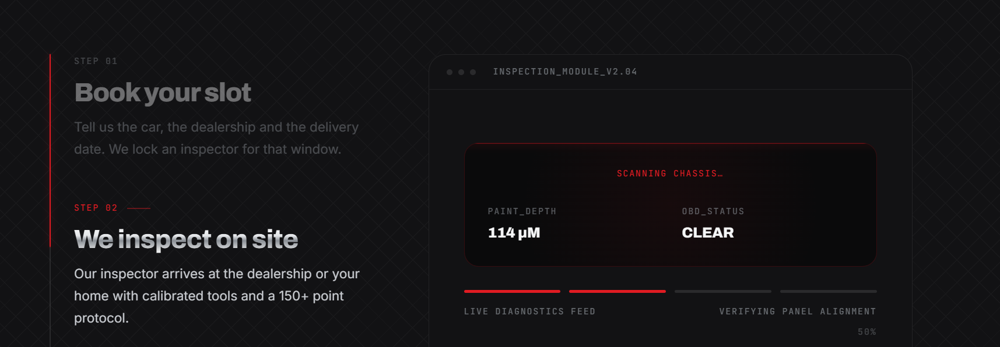 STEP 01
Book your slot
Tell us the car, the dealership and the delivery
date. We lock an inspector for that window.
STEP 02
We inspect on site
Our inspector arrives at the dealership or your
home with calibrated tools and a 150+ point
protocol.
INSPECTION_MODULE_V2.04
SCANNING CHASSIS…
PAINT_DEPTH
114 µM
OBD_STATUS
CLEAR
LIVE DIAGNOSTICS FEED
VERIFYING PANEL ALIGNMENT
50%